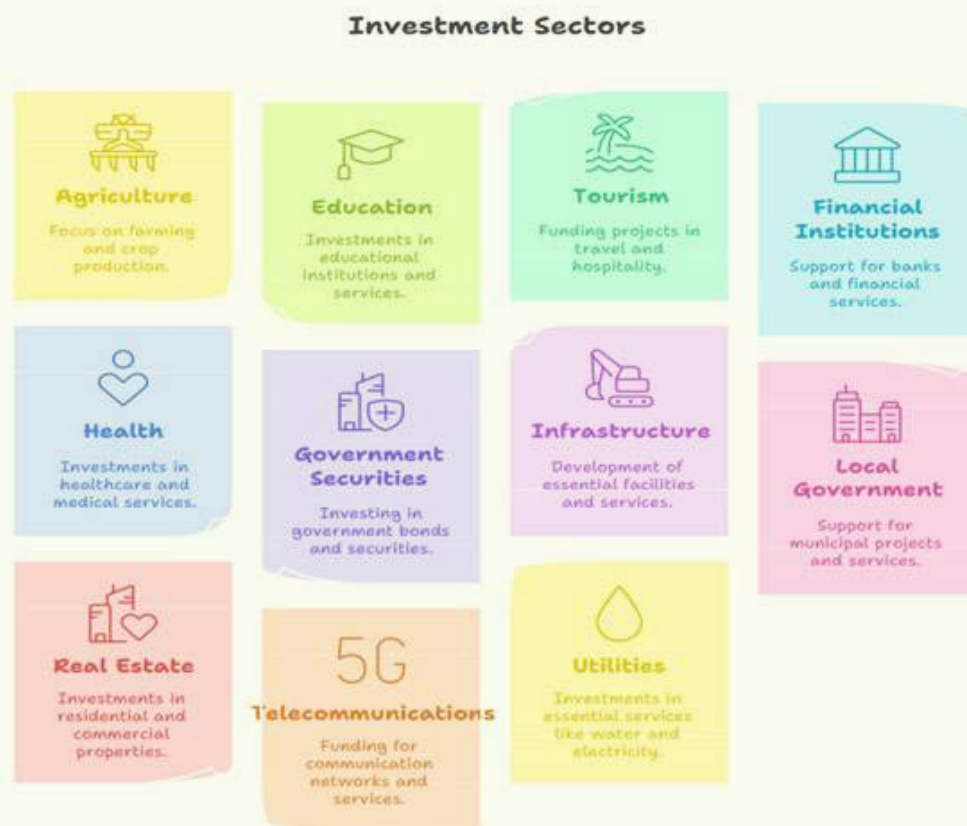 Investment Sectors
Agriculture
Focus on farming
and crop
production.
Education
Investments in
educational
institutions and
services.
Tourism
Funding projects in
travel and
hospitality.
Financial
Institutions
Support for banks
and financial
services.
Health
Investments in
healthcare and
medical services.
Government
Securities
Investing in
government bonds
and securities.
Infrastructure
Development of
essential facilities
and services.
Local
Government
Support for
municipal projects
and services.
Real Estate
Investments in
residential and
commercial
properties.
5G
Telecommunications
Funding for
communication
networks and
services.
Utilities
Investments in
essential services
like water and
electricity.